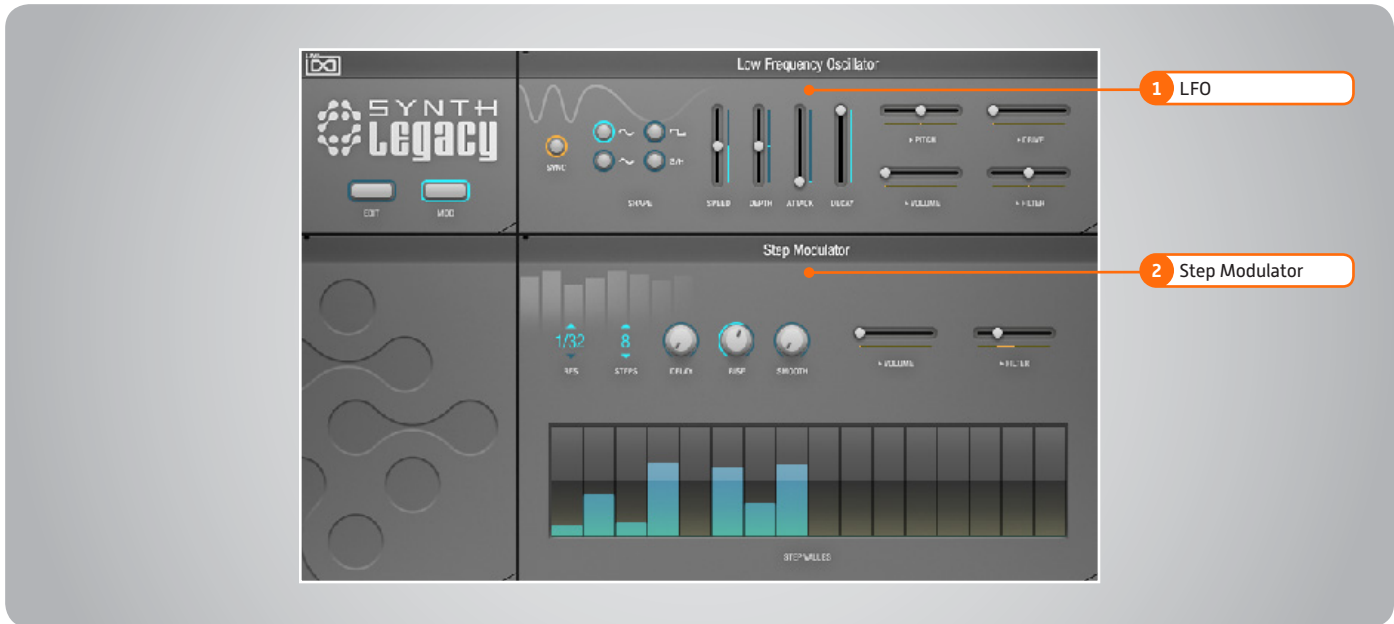 UVI
Low Frequency Oscillator
1 LFO
SYNTH
Legacy
SYNC
S/H
SHAPE
SPEED DEPTH ATTACK DECAY
PITCH DRIVE
VOLUME FILTER
EDIT MOD
Step Modulator
2 Step Modulator
1/32 8
RES STEPS DELAY RISE SMOOTH
VOLUME FILTER
STEP VALUES